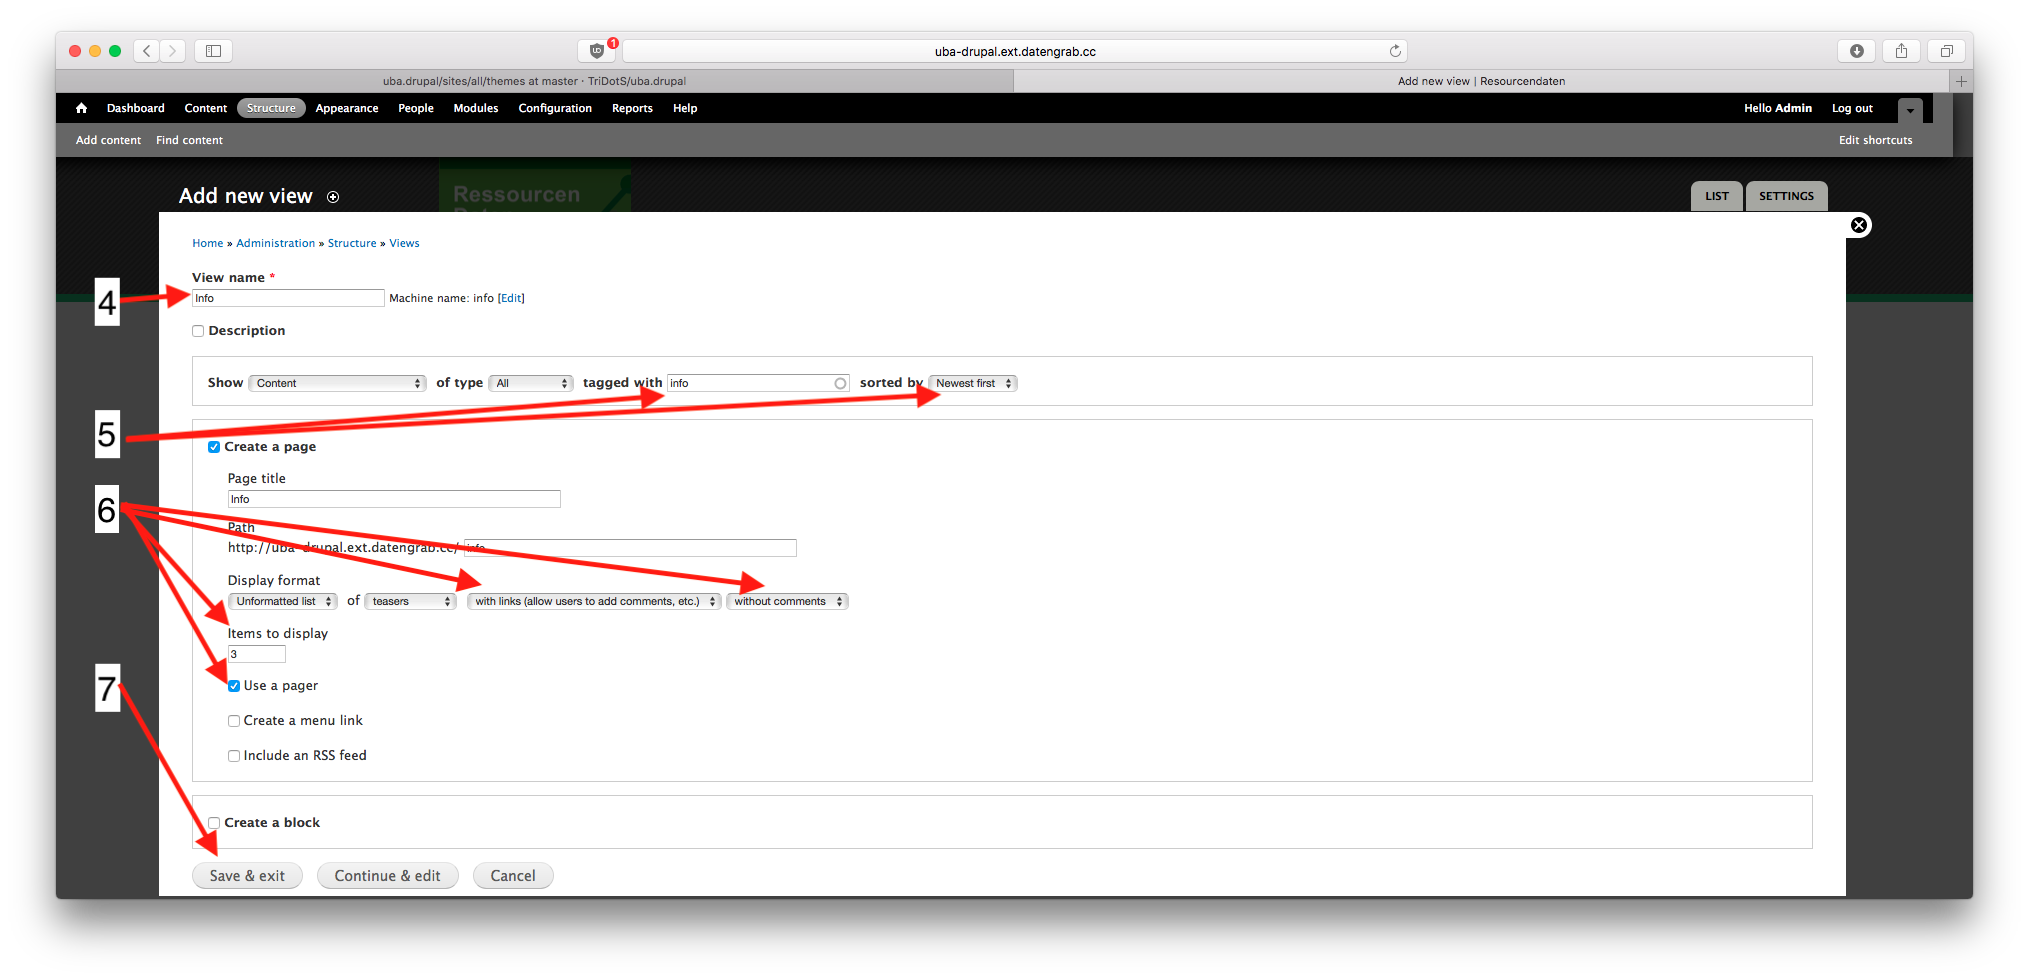 1
uba-drupal.ext.datengrab.cc
uba.drupal/sites/all/themes at master · TriDotS/uba.drupal
Add new view | Resourcendaten
Dashboard Content Structure Appearance People Modules Configuration Reports Help
Hello Admin Log out
Add content Find content
Edit shortcuts
Add new view
Ressourcen
LIST SETTINGS
Home » Administration » Structure » Views
View name *
4
Info Machine name: info [Edit]
Description
Show Content of type All tagged with info sorted by Newest first
5
Create a page
Page title
Info
6
Path
http://uba-drupal.ext.datengrab.cc/ info
Display format
Unformatted list of teasers with links (allow users to add comments, etc.) without comments
Items to display
3
7
Use a pager
Create a menu link
Include an RSS feed
Create a block
Save & exit Continue & edit Cancel